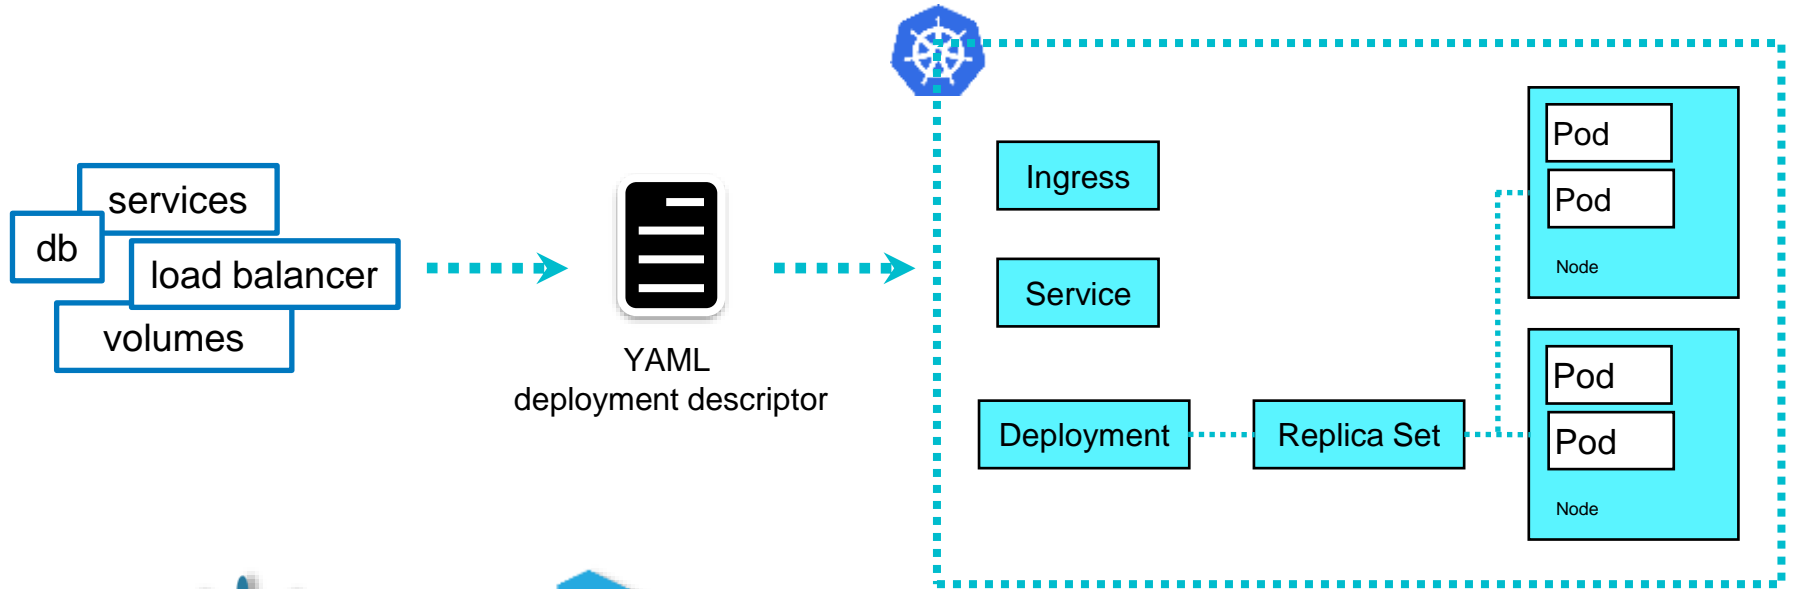 services
db
load balancer
volumes
YAML
deployment descriptor
Ingress
Service
Deployment
Replica Set
Pod
Pod
Node
Pod
Pod
Node